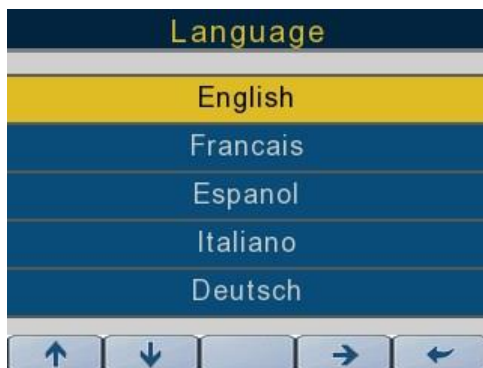 Language
English
Francais
Espanol
Italiano
Deutsch